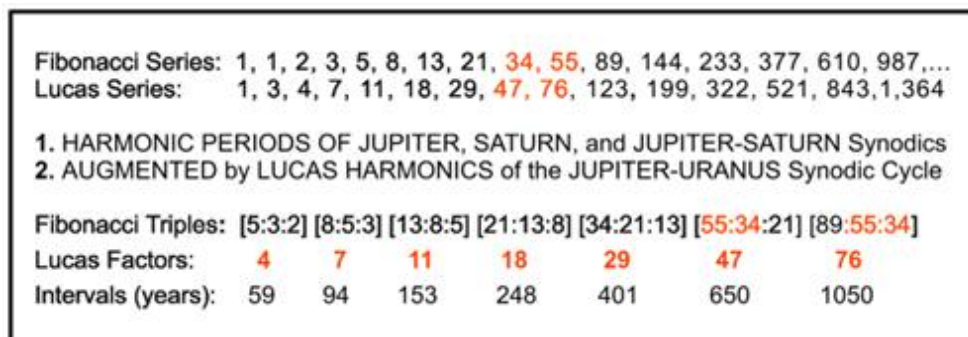 Fibonacci Series: 1, 1, 2, 3, 5, 8, 13, 21, 34, 55, 89, 144, 233, 377, 610, 987,...
Lucas Series: 1, 3, 4, 7, 11, 18, 29, 47, 76, 123, 199, 322, 521, 843,1,364
1. HARMONIC PERIODS OF JUPITER, SATURN, and JUPITER-SATURN Synodics
2. AUGMENTED by LUCAS HARMONICS of the JUPITER-URANUS Synodic Cycle
Fibonacci Triples: [5:3:2] [8:5:3] [13:8:5] [21:13:8] [34:21:13] [55:34:21] [89:55:34]
Lucas Factors: 4 7 11 18 29 47 76
Intervals (years): 59 94 153 248 401 650 1050